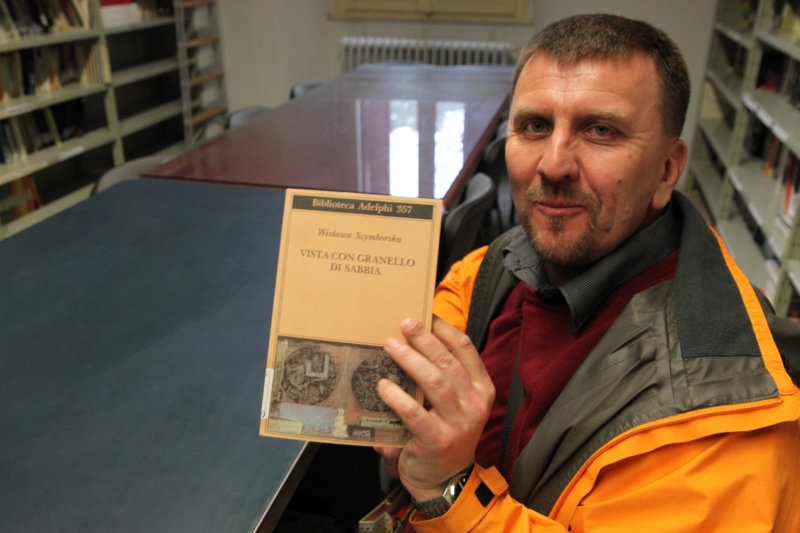 Biblioteca Adelphi 357
Wisława Szymborska
VISTA CON GRANELLO
DI SABBIA